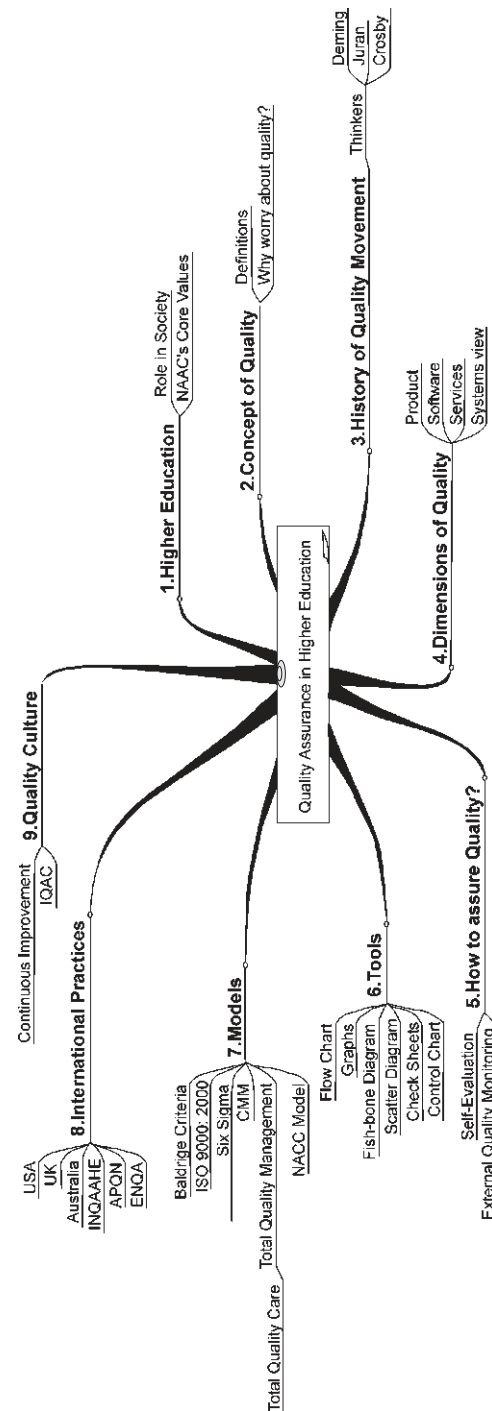 Quality Assurance in Higher Education
1.Higher Education
Role in Society
NAAC's Core Values
2.Concept of Quality
Definitions
Why worry about quality?
3.History of Quality Movement
Thinkers
Deming
Juran
Crosby
4.Dimensions of Quality
Product
Software
Services
Systems view
5.How to assure Quality?
Self-Evaluation
External Quality Monitoring
6.Tools
Flow Chart
Graphs
Fish-bone Diagram
Scatter Diagram
Check Sheets
Control Chart
7.Models
Baldrige Criteria
ISO 9000: 2000
Six Sigma
CMM
Total Quality Management
Total Quality Care
NACC Model
8.International Practices
USA
UK
Australia
INQAAHE
APQN
ENQA
9.Quality Culture
Continuous Improvement
IQAC